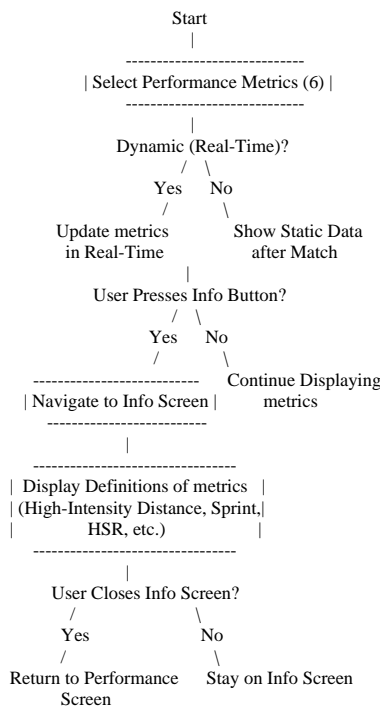 Start
|
-----------------------------
| Select Performance Metrics (6) |
-----------------------------
|
Dynamic (Real-Time)?
/ \
Yes No
/ \
Update metrics Show Static Data
in Real-Time after Match
|
User Presses Info Button?
/ \
Yes No
/ \
--------------------------- Continue Displaying
| Navigate to Info Screen | metrics
--------------------------
|
---------------------------------
| Display Definitions of metrics |
| (High-Intensity Distance, Sprint,|
| HSR, etc.) |
---------------------------------
|
User Closes Info Screen?
/ \
Yes No
/ \
Return to Performance Stay on Info Screen
Screen